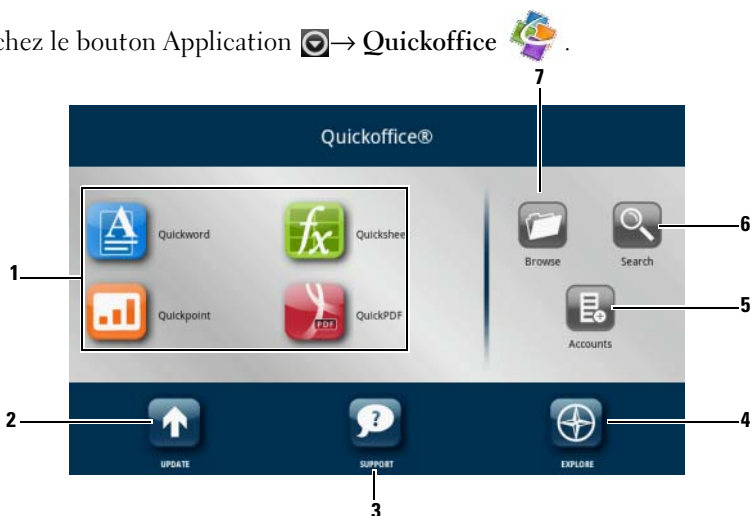 chez le bouton Application → Quickoffice .
7
Quickoffice®
Quickword
Quickshee
Browse
Search
6
1
Quickpoint
QuickPDF
PDF
Accounts
5
2
UPDATE
SUPPORT
EXPLORE
4
3